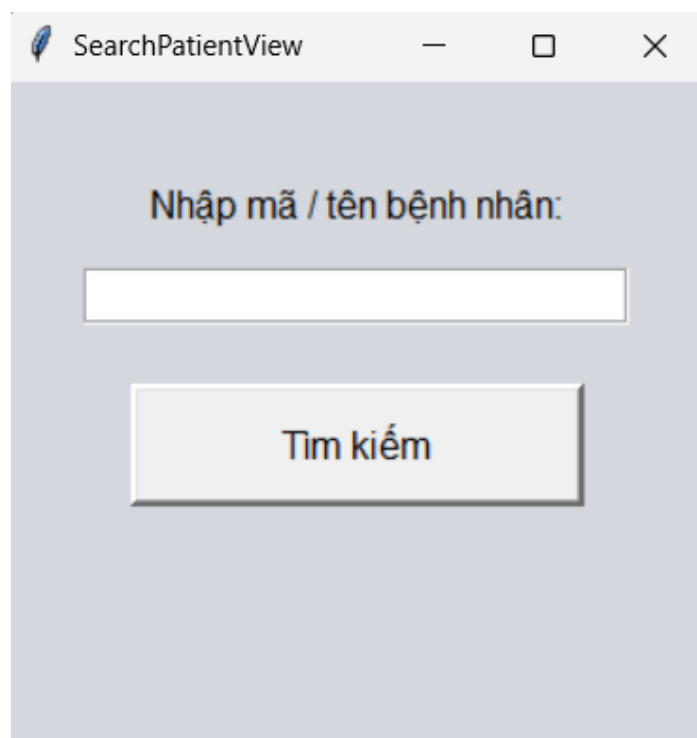 SearchPatientView
Nhập mã / tên bệnh nhân:
Tìm kiếm